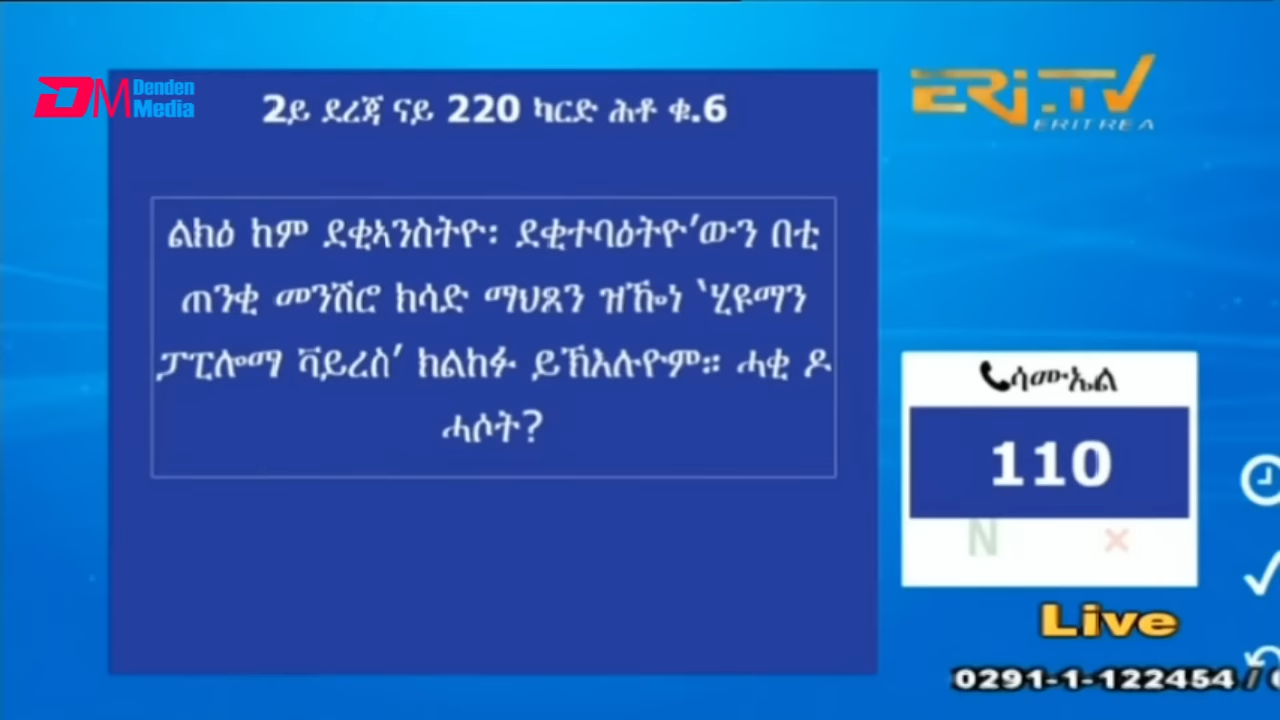 DM Denden Media
2ይ ደረጃ ናይ 220 ካርድ ሕቶ ቁ.6
ERi.TV
ERITREA
ልክዕ ከም ደቂኣንስትዮ፡ ደቂተባዕትዮ’ውን በቲ
ጠንቂ መንሽሮ ክሳድ ማህጸን ዝኾነ ‘ሂዩማን
ፓፒሎማ ቫይረስ’ ክልከፉ ይኽእሉዮም። ሓቂ ዶ
ሓሶት?
ሳሙኤል
110
N ×
Live
0291-1-122454 /